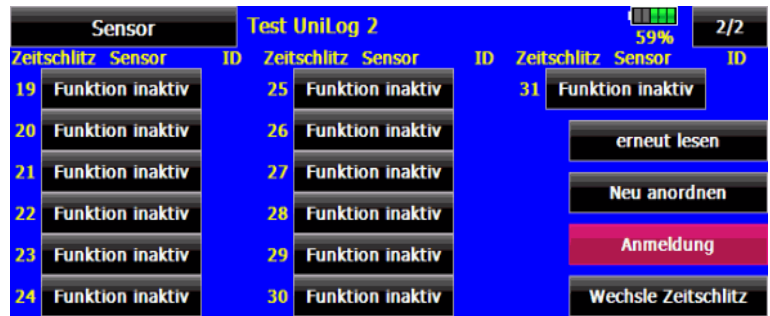 Sensor Test UniLog 2 59% 2/2
Zeitschlitz Sensor ID Zeitschlitz Sensor ID Zeitschlitz Sensor ID
19 Funktion inaktiv 25 Funktion inaktiv 31 Funktion inaktiv
20 Funktion inaktiv 26 Funktion inaktiv erneut lesen
21 Funktion inaktiv 27 Funktion inaktiv Neu anordnen
22 Funktion inaktiv 28 Funktion inaktiv
23 Funktion inaktiv 29 Funktion inaktiv Anmeldung
24 Funktion inaktiv 30 Funktion inaktiv Wechsle Zeitschlitz